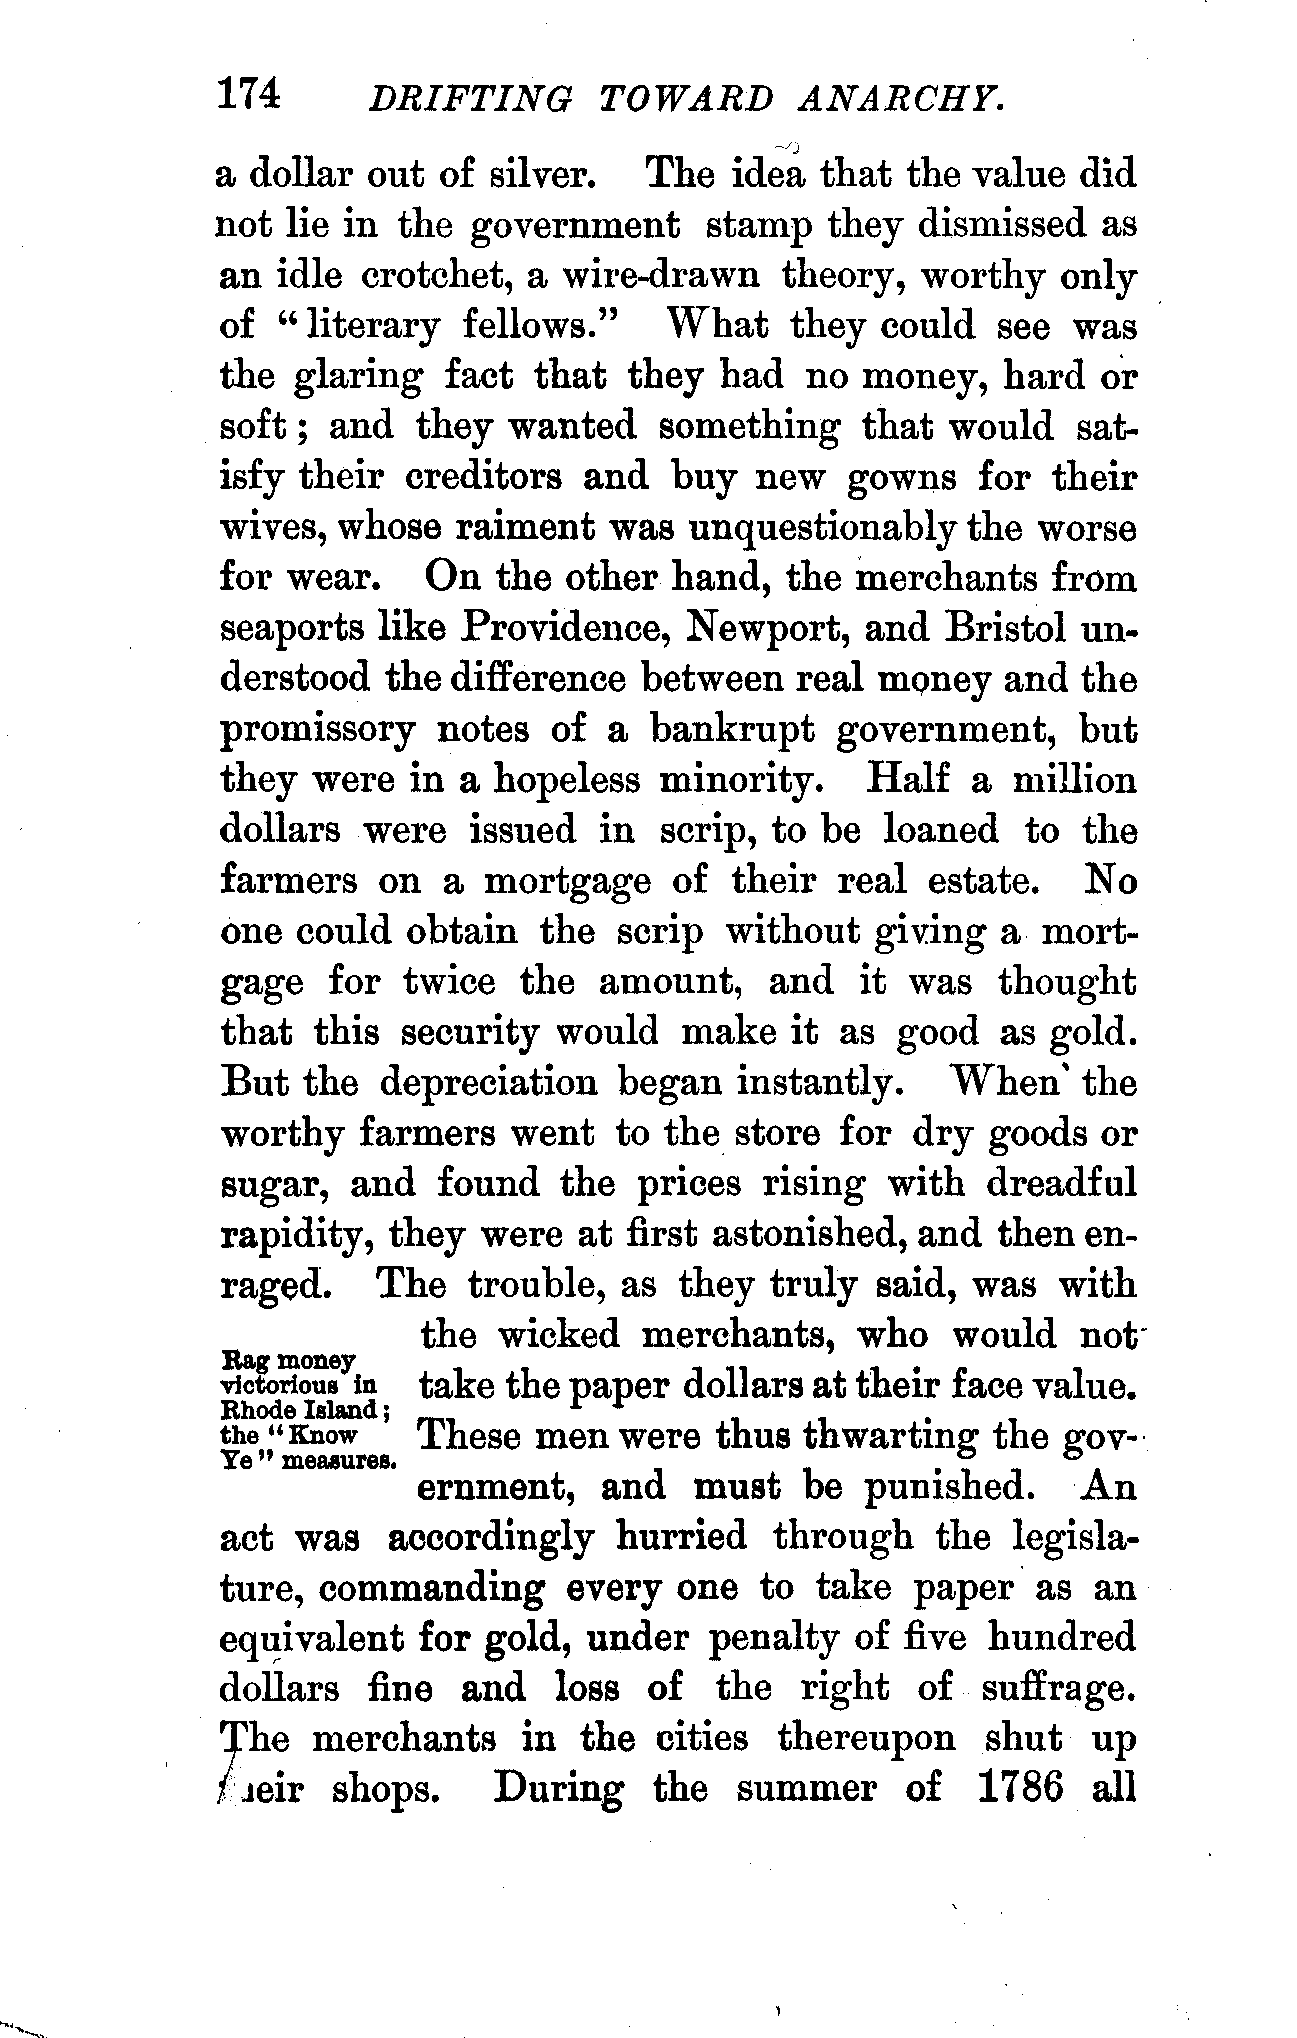 174 DRIFTING TOWARD ANARCHY.
a dollar out of silver. The idea that the value did
not lie in the government stamp they dismissed as
an idle crotchet, a wire-drawn theory, worthy only
of “literary fellows.” What they could see was
the glaring fact that they had no money, hard or
soft; and they wanted something that would sat-
isfy their creditors and buy new gowns for their
wives, whose raiment was unquestionably the worse
for wear. On the other hand, the merchants from
seaports like Providence, Newport, and Bristol un-
derstood the difference between real money and the
promissory notes of a bankrupt government, but
they were in a hopeless minority. Half a million
dollars were issued in scrip, to be loaned to the
farmers on a mortgage of their real estate. No
one could obtain the scrip without giving a mort-
gage for twice the amount, and it was thought
that this security would make it as good as gold.
But the depreciation began instantly. When the
worthy farmers went to the store for dry goods or
sugar, and found the prices rising with dreadful
rapidity, they were at first astonished, and then en-
raged. The trouble, as they truly said, was with
the wicked merchants, who would not
take the paper dollars at their face value.
These men were thus thwarting the gov-
ernment, and must be punished. An
Rag money
victorious in
Rhode Island;
the “Know
Ye” measures.
act was accordingly hurried through the legisla-
ture, commanding every one to take paper as an
equivalent for gold, under penalty of five hundred
dollars fine and loss of the right of suffrage.
The merchants in the cities thereupon shut up
their shops. During the summer of 1786 all